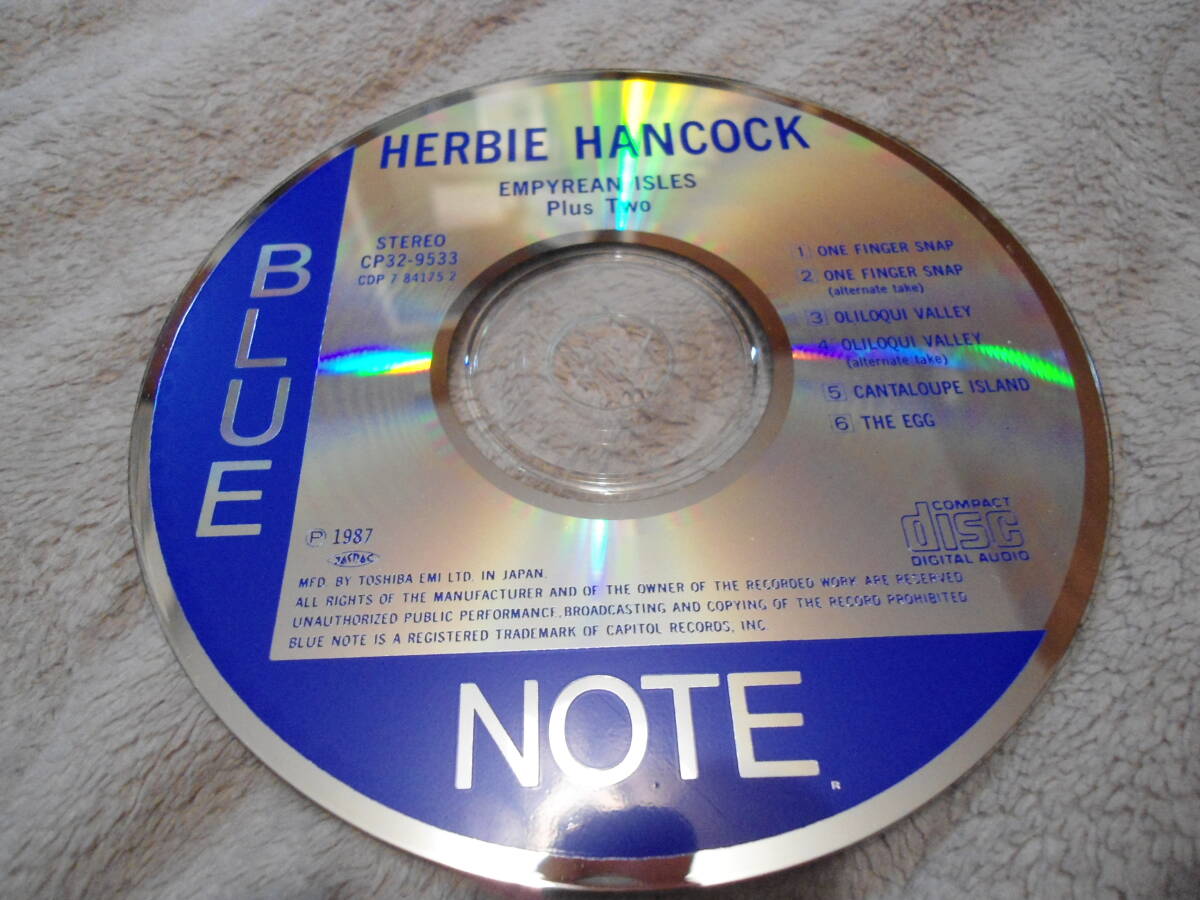 HERBIE HANCOCK
EMPYREAN ISLES
Plus Two
STEREO
CP32-9533
CDP 7 84175 2
1 ONE FINGER SNAP
2 ONE FINGER SNAP
(alternate take)
3 OLILOQUI VALLEY
4 OLILOQUI VALLEY
(alternate take)
5 CANTALOUPE ISLAND
6 THE EGG
BLUE
COMPACT
disc
DIGITAL AUDIO
Ⓟ 1987
JASRAC
MFD. BY TOSHIBA EMI LTD. IN JAPAN.
ALL RIGHTS OF THE MANUFACTURER AND OF THE OWNER OF THE RECORDED WORK ARE RESERVED
UNAUTHORIZED PUBLIC PERFORMANCE, BROADCASTING AND COPYING OF THE RECORD PROHIBITED
BLUE NOTE IS A REGISTERED TRADEMARK OF CAPITOL RECORDS, INC
NOTE®